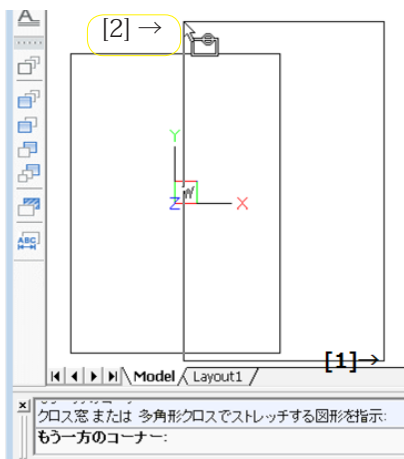 [2] →
Y
W
Z
X
ABC
[1]→
Model
Layout1
クロス窓または 多角形クロスでストレッチする図形を指示:
もう一方のコーナー: